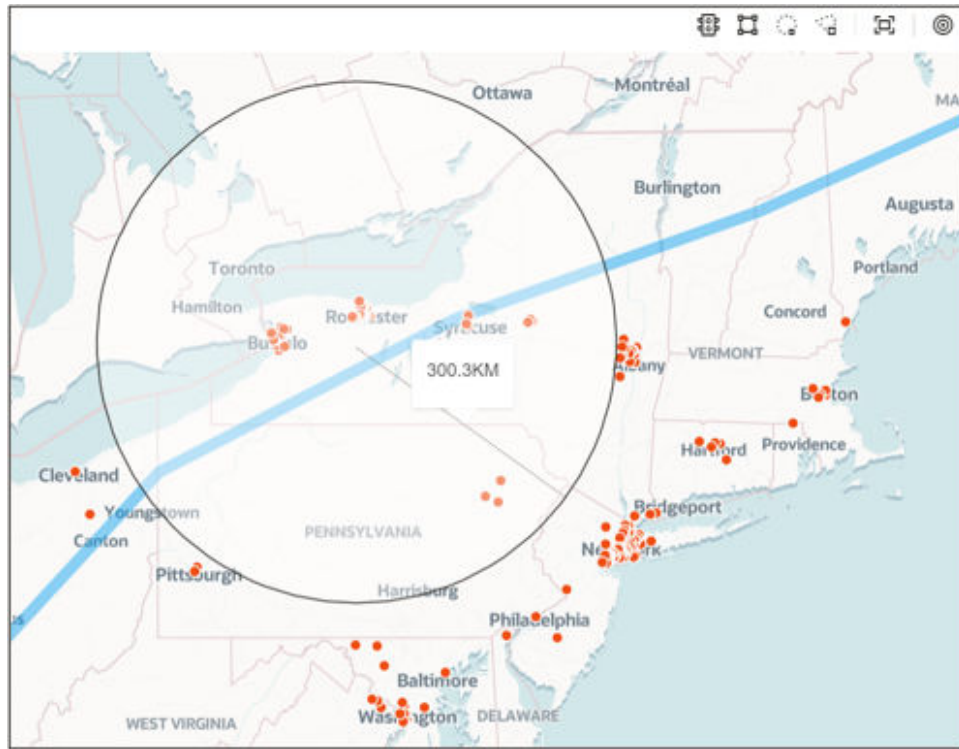 Ottawa
Montréal
MA
Burlington
Augusta
Toronto
Portland
Hamilton
Concord
Rochester
Syracuse
Buffalo
Albany
VERMONT
300.3KM
Boston
Hartford
Providence
Cleveland
Bridgeport
Youngstown
PENNSYLVANIA
Canton
New York
Pittsburgh
Harrisburg
Philadelphia
Baltimore
WEST VIRGINIA
Washington
DELAWARE